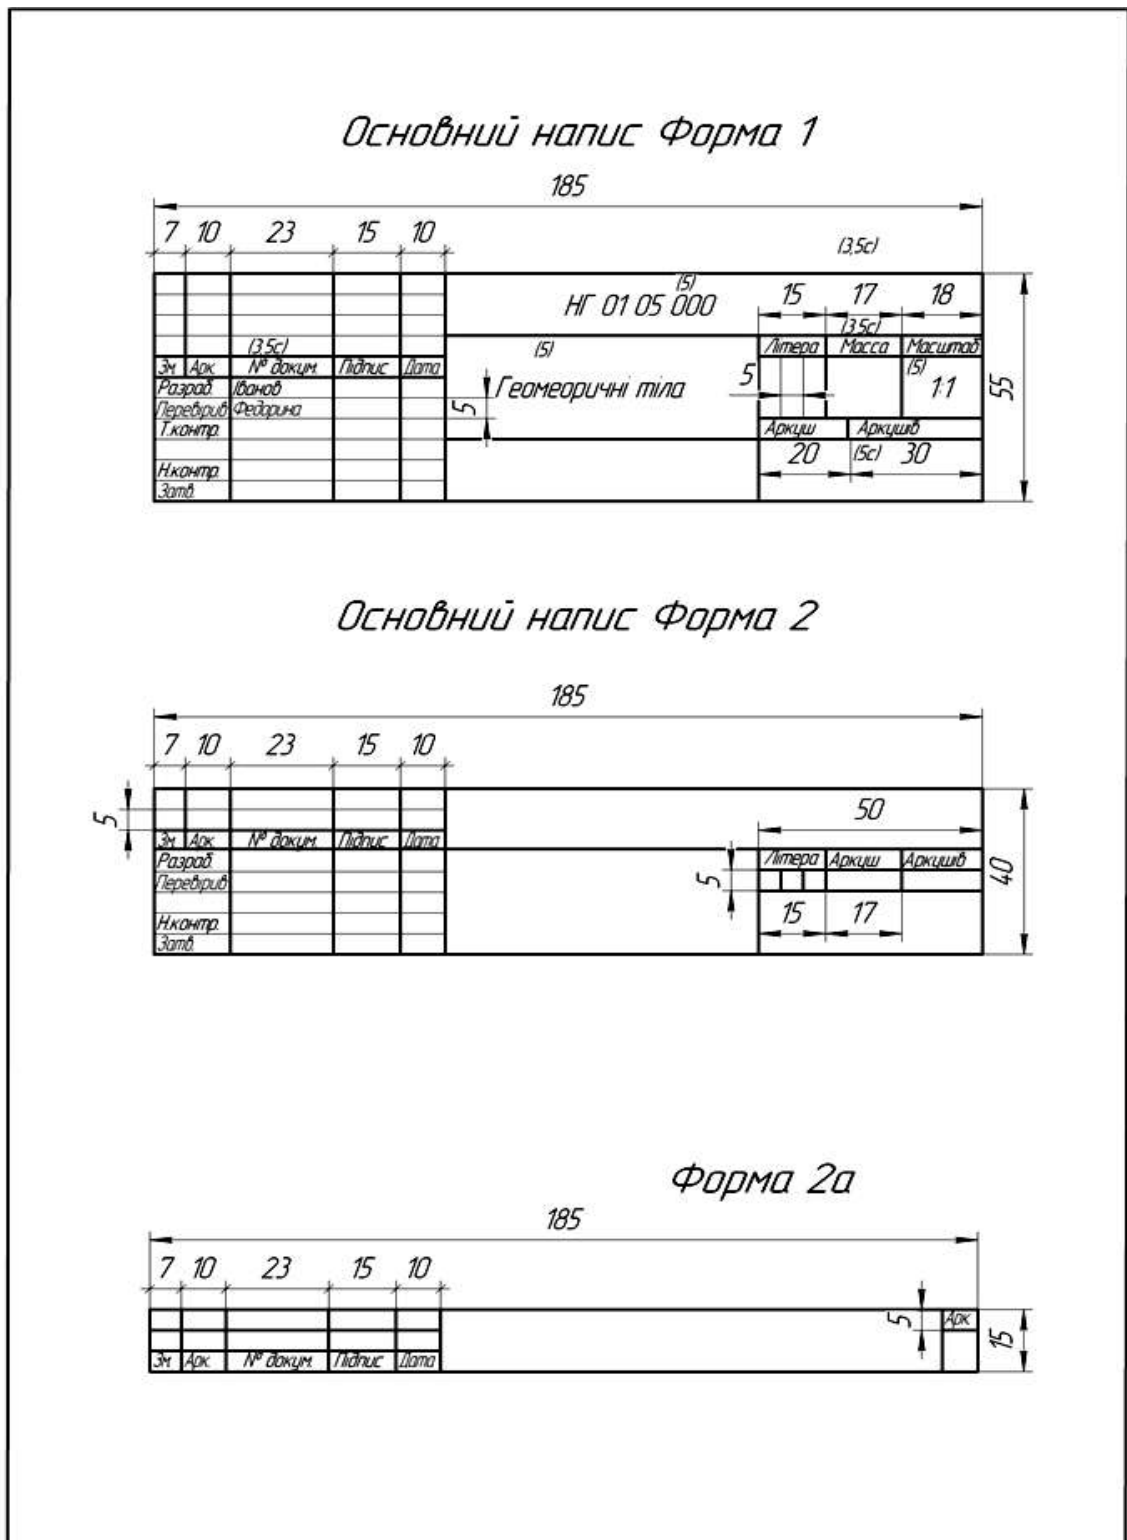 Основний напис Форма 1
185
7 10 23 15 10
(3,5с)
(5)
НГ 01 05 000
15 17 18
(3,5с)
(3,5с) (5) Літера Масса Масштаб
Зм Арк. № докум. Підпис Дата
5 (5)
Разраб. Іванов Геомеоричні тіла 1:1 55
Перевірив Федорина 5
Т.контр. Аркуш Аркушів
20 (5с) 30
Н.контр.
Затв.
Основний напис Форма 2
185
7 10 23 15 10
5 50
Зм Арк. № докум. Підпис Дата
Разраб. Літера Аркуш Аркушів 40
Перевірив 5
15 17
Н.контр.
Затв.
Форма 2а
185
7 10 23 15 10
5 Арк. 15
Зм Арк. № докум. Підпис Дата